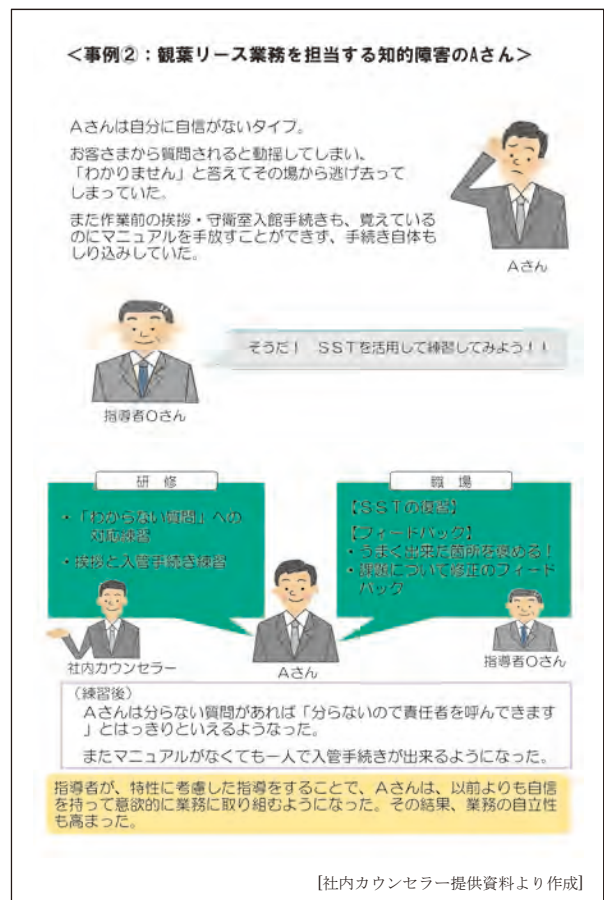 ＜事例②：観葉リース業務を担当する知的障害のAさん＞
Aさんは自分に自信がないタイプ。
お客さまから質問されると動揺してしまい、
「わかりません」と答えてその場から逃げ去って
しまっていた。
また作業前の挨拶・守衛室入館手続きも、覚えている
のにマニュアルを手放すことができず、手続き自体も
しり込みしていた。
Aさん
そうだ！　ＳＳＴを活用して練習してみよう！！
指導者Oさん
研　修
・「わからない質問」への
対応練習
・挨拶と入管手続き練習
職　場
【ＳＳＴの復習】
【フィードバック】
・うまく出来た箇所を褒める！
・課題について修正のフィード
バック
社内カウンセラー
Aさん
指導者Oさん
（練習後）
Aさんは分らない質問があれば「分らないので責任者を呼んできます
」とはっきりといえるようなった。
またマニュアルがなくても一人で入管手続きが出来るようになった。
指導者が、特性に考慮した指導をすることで、Aさんは、以前よりも自信
を持って意欲的に業務に取り組むようになった。その結果、業務の自立性
も高まった。
[社内カウンセラー提供資料より作成]